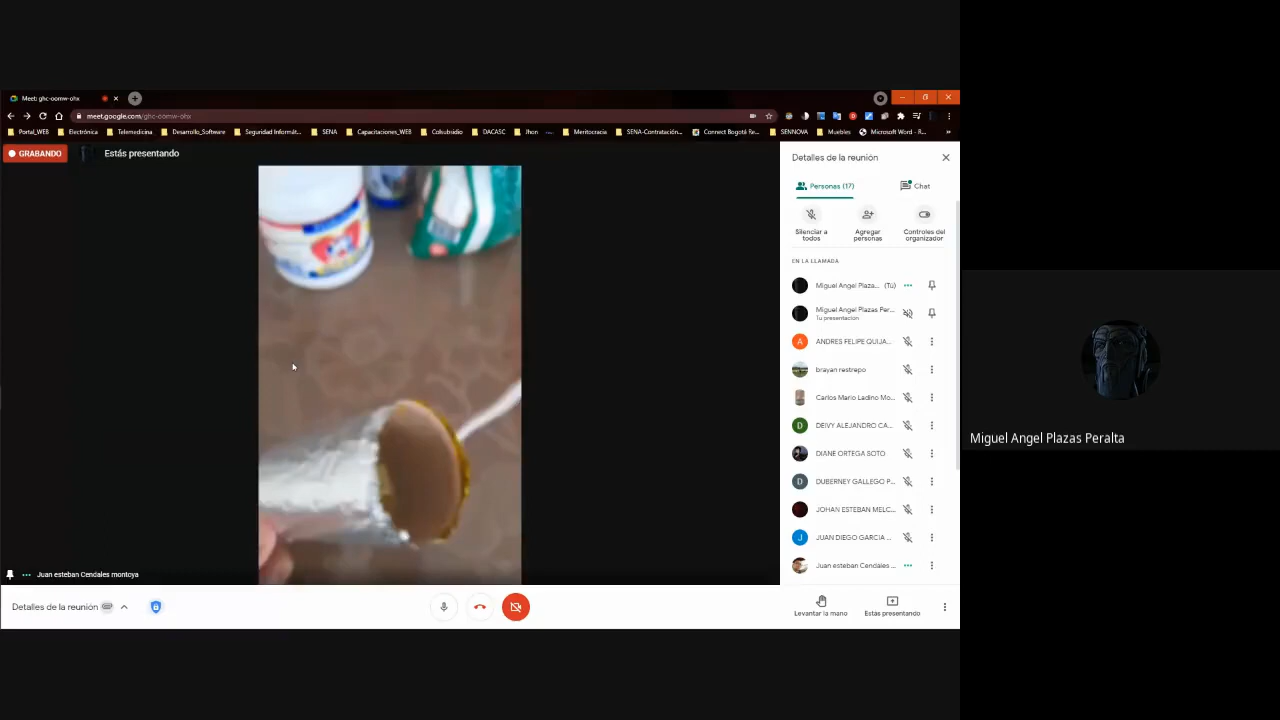 Meet: ghc-oomw-ohx
meet.google.com/ghc-oomw-ohx
Portal_WEB Electrónica Telemedicina Desarrollo_Software Seguridad Informát... SENA Capacitaciones_WEB Colsubsidio DACASC Jhon Meritocracia SENA-Contratación... Connect Bogotá Re... SENNOVA Muebles Microsoft Word - R... »
GRABANDO
Estás presentando
Detalles de la reunión
Personas (17) Chat
Silenciar a todos
Agregar personas
Controles del organizador
EN LA LLAMADA
Miguel Angel Plaza... (Tú)
Miguel Angel Plazas Per...
Tu presentación
ANDRES FELIPE QUIJA...
brayan restrepo
Carlos Mario Ladino Mo...
DEIVY ALEJANDRO CA...
DIANE ORTEGA SOTO
DUBERNEY GALLEGO P...
JOHAN ESTEBAN MELC...
JUAN DIEGO GARCIA ...
Juan esteban Cendales ...
Juan esteban Cendales montoya
Detalles de la reunión
Levantar la mano
Estás presentando
Miguel Angel Plazas Peralta